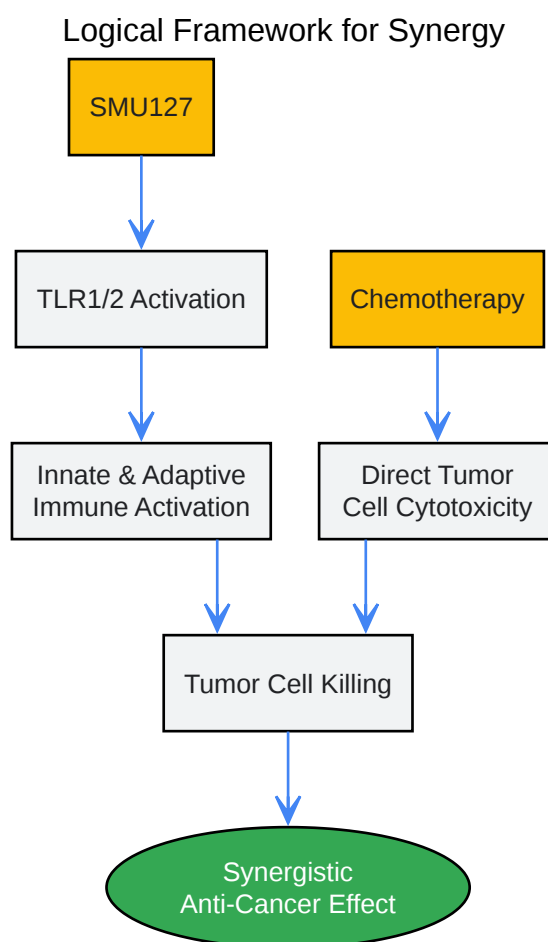 Logical Framework for Synergy
SMU127
TLR1/2 Activation
Chemotherapy
Innate & Adaptive
Immune Activation
Direct Tumor
Cell Cytotoxicity
Tumor Cell Killing
Synergistic
Anti-Cancer Effect